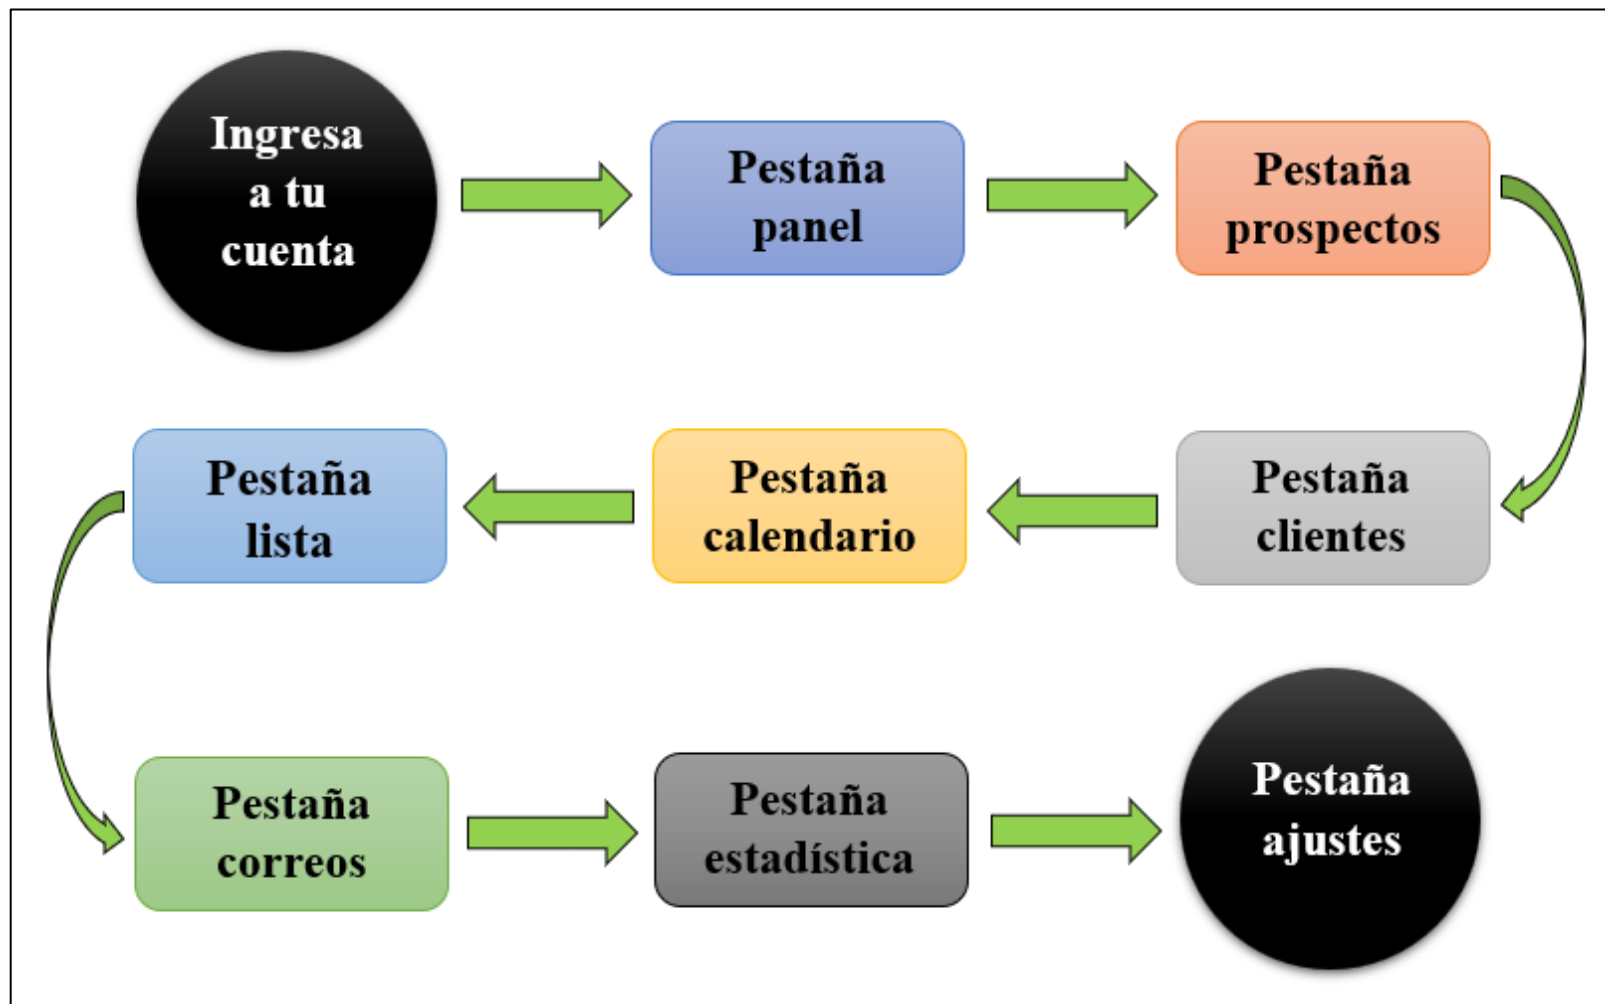 Ingresa
a tu
cuenta
Pestaña
panel
Pestaña
prospectos
Pestaña
lista
Pestaña
calendario
Pestaña
clientes
Pestaña
correos
Pestaña
estadística
Pestaña
ajustes